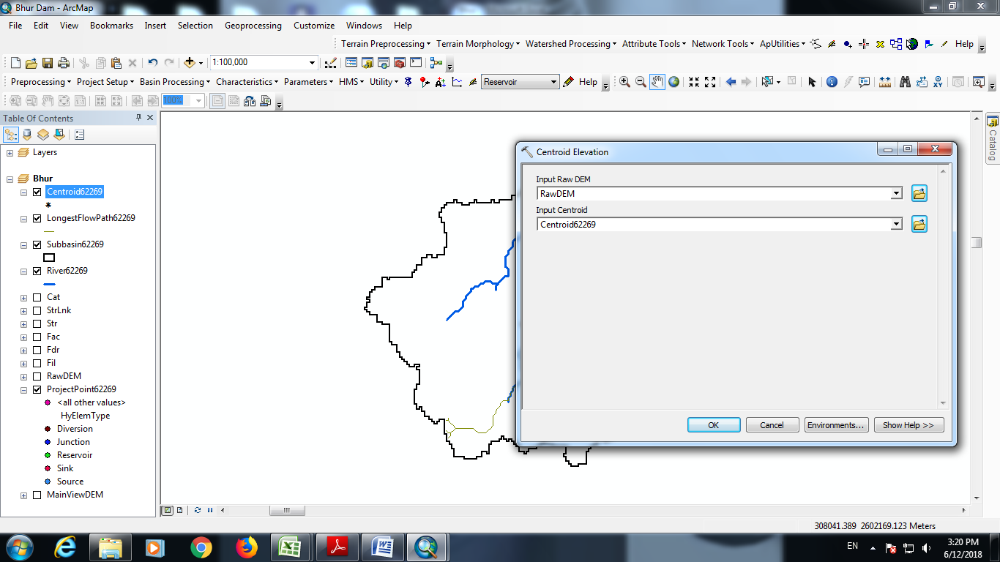 Bhur Dam - ArcMap
File Edit View Bookmarks Insert Selection Geoprocessing Customize Windows Help
Terrain Preprocessing Terrain Morphology Watershed Processing Attribute Tools Network Tools ApUtilities Help
1:100,000
Preprocessing Project Setup Basin Processing Characteristics Parameters HMS Utility Reservoir Help
100%
Table Of Contents
Layers
Bhur
Centroid62269
LongestFlowPath62269
Subbasin62269
River62269
Cat
StrLnk
Str
Fac
Fdr
Fil
RawDEM
ProjectPoint62269
<all other values>
HyElemType
Diversion
Junction
Reservoir
Sink
Source
MainViewDEM
Centroid Elevation
Input Raw DEM
RawDEM
Input Centroid
Centroid62269
OK Cancel Environments... Show Help >>
Catalog
308041.389 2602169.123 Meters
EN
3:20 PM
6/12/2018